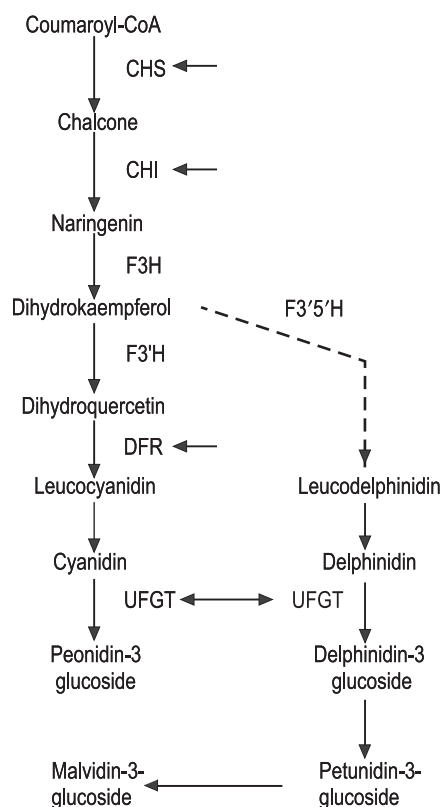 Coumaroyl-CoA
CHS
Chalcone
CHI
Naringenin
F3H
Dihydrokaempferol
F3′5′H
F3'H
Dihydroquercetin
DFR
Leucocyanidin
Leucodelphinidin
Cyanidin
Delphinidin
UFGT
UFGT
Peonidin-3
glucoside
Delphinidin-3
glucoside
Malvidin-3-
glucoside
Petunidin-3-
glucoside